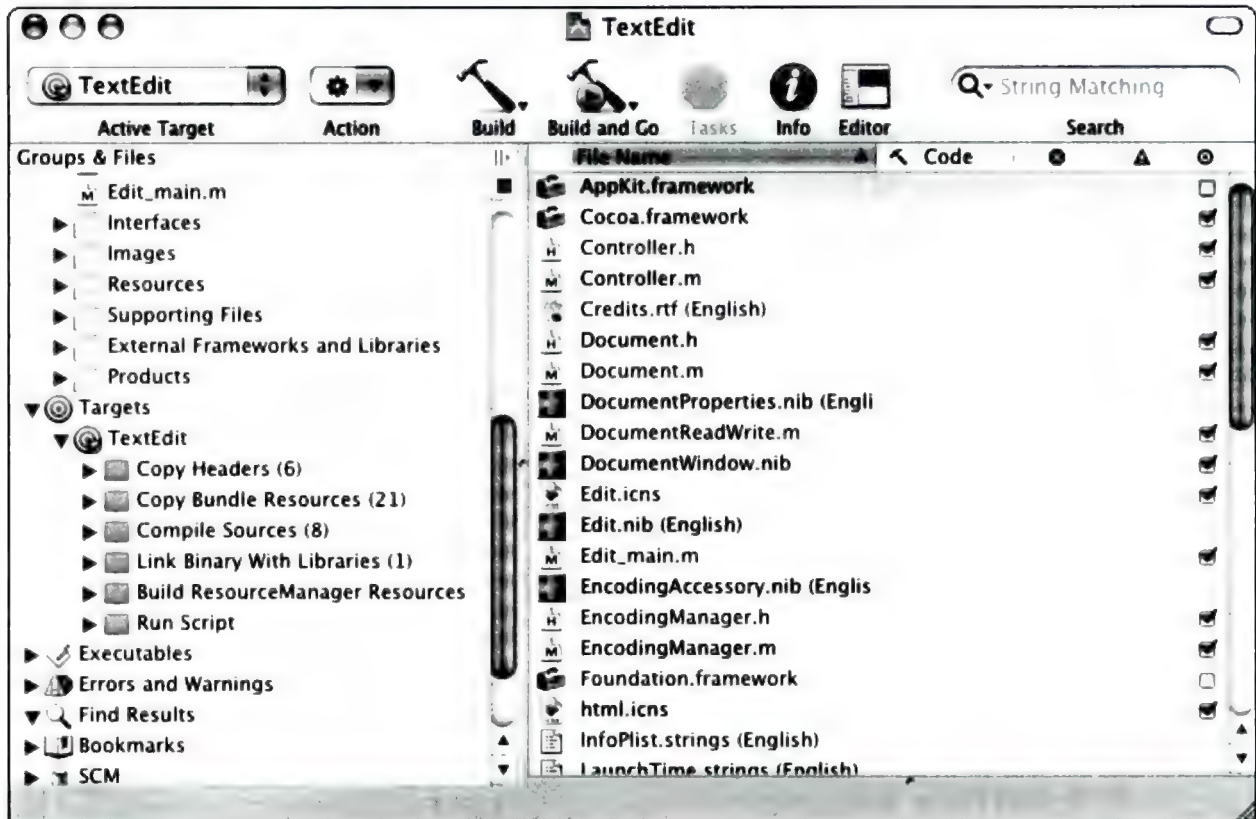 TextEdit
TextEdit
String Matching
Active Target
Action
Build
Build and Go
Tasks
Info
Editor
Search
Groups & Files
Edit_main.m
Interfaces
Images
Resources
Supporting Files
External Frameworks and Libraries
Products
Targets
TextEdit
Copy Headers (6)
Copy Bundle Resources (21)
Compile Sources (8)
Link Binary With Libraries (1)
Build ResourceManager Resources
Run Script
Executables
Errors and Warnings
Find Results
Bookmarks
SCM
File Name
Code
AppKit.framework
Cocoa.framework
Controller.h
Controller.m
Credits.rtf (English)
Document.h
Document.m
DocumentProperties.nib (Engli
DocumentReadWrite.m
DocumentWindow.nib
Edit.icns
Edit.nib (English)
Edit_main.m
EncodingAccessory.nib (Englis
EncodingManager.h
EncodingManager.m
Foundation.framework
html.icns
InfoPlist.strings (English)
LaunchTime.strings (English)